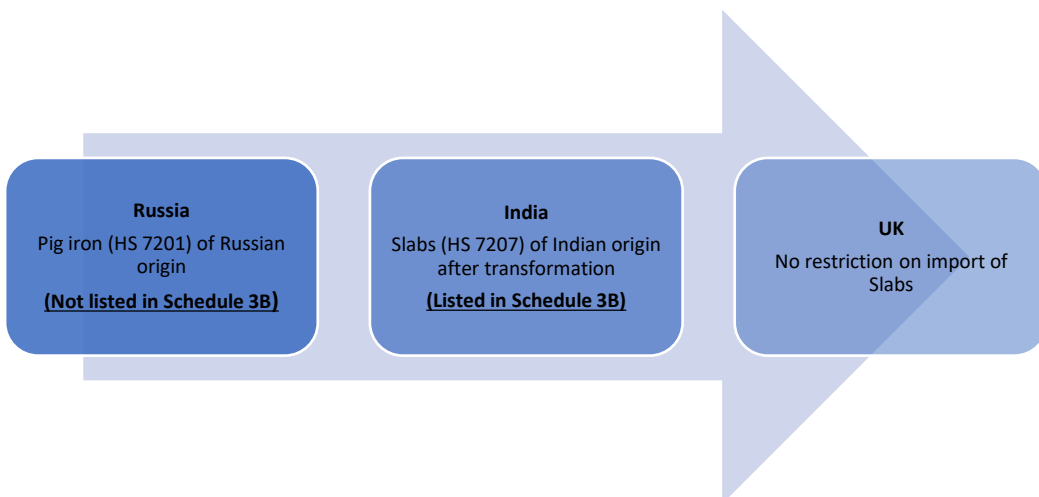 Russia
Pig iron (HS 7201) of Russian
origin
(Not listed in Schedule 3B)
India
Slabs (HS 7207) of Indian origin
after transformation
(Listed in Schedule 3B)
UK
No restriction on import of
Slabs